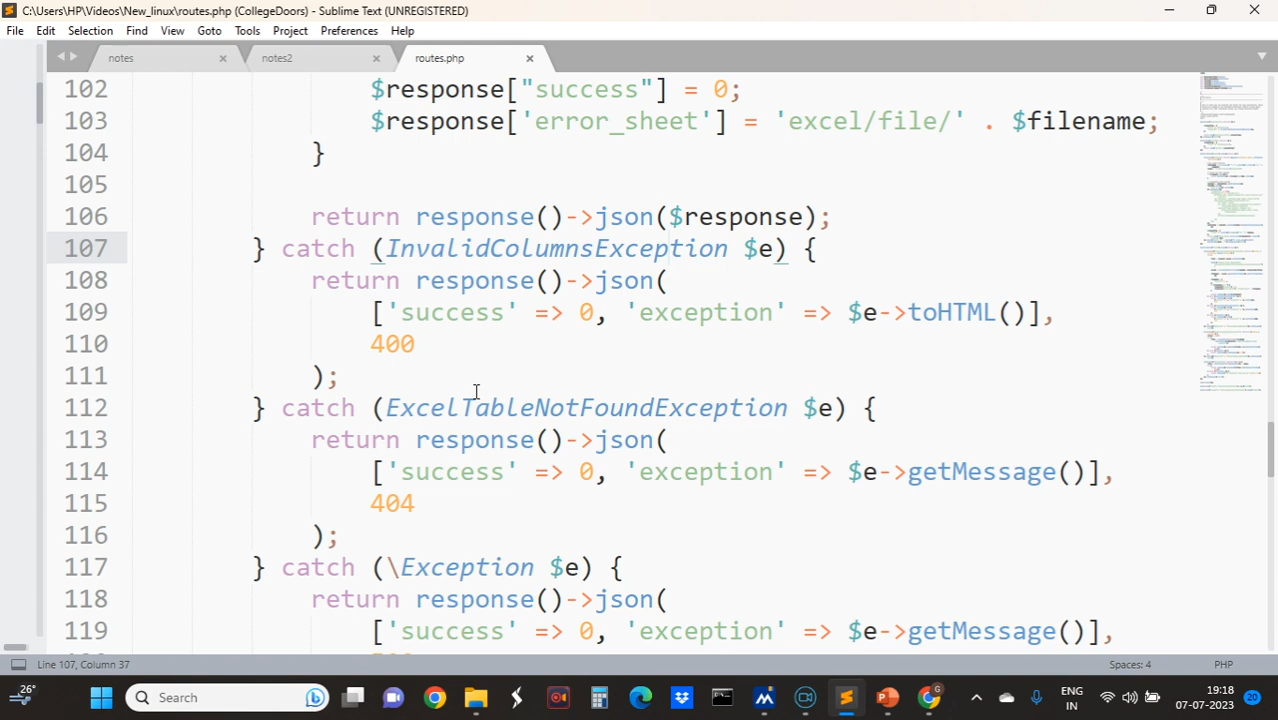 C:\Users\HP\Videos\New_linux\routes.php (CollegeDoors) - Sublime Text (UNREGISTERED)
File Edit Selection Find View Goto Tools Project Preferences Help
notes notes2 routes.php
102 $response["success"] = 0;
103 $response['error_sheet'] = 'excel/file/' . $filename;
104 }
105
106 return response()->json($response);
107 } catch (InvalidColumnsException $e) {
108 return response()->json(
109 ['success' => 0, 'exception' => $e->toHTML()],
110 400
111 );
112 } catch (ExcelTableNotFoundException $e) {
113 return response()->json(
114 ['success' => 0, 'exception' => $e->getMessage()],
115 404
116 );
117 } catch (\Exception $e) {
118 return response()->json(
119 ['success' => 0, 'exception' => $e->getMessage()],
Line 107, Column 37 Spaces: 4 PHP
26° Search ENG 19:18
IN 07-07-2023 20